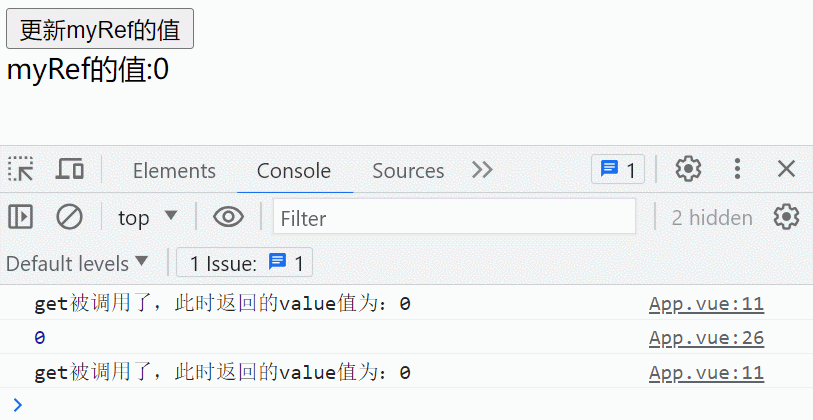 更新myRef的值
myRef的值:0
Elements Console Sources 1
top Filter 2 hidden
Default levels 1 Issue: 1
get被调用了，此时返回的value值为：0 App.vue:11
0 App.vue:26
get被调用了，此时返回的value值为：0 App.vue:11